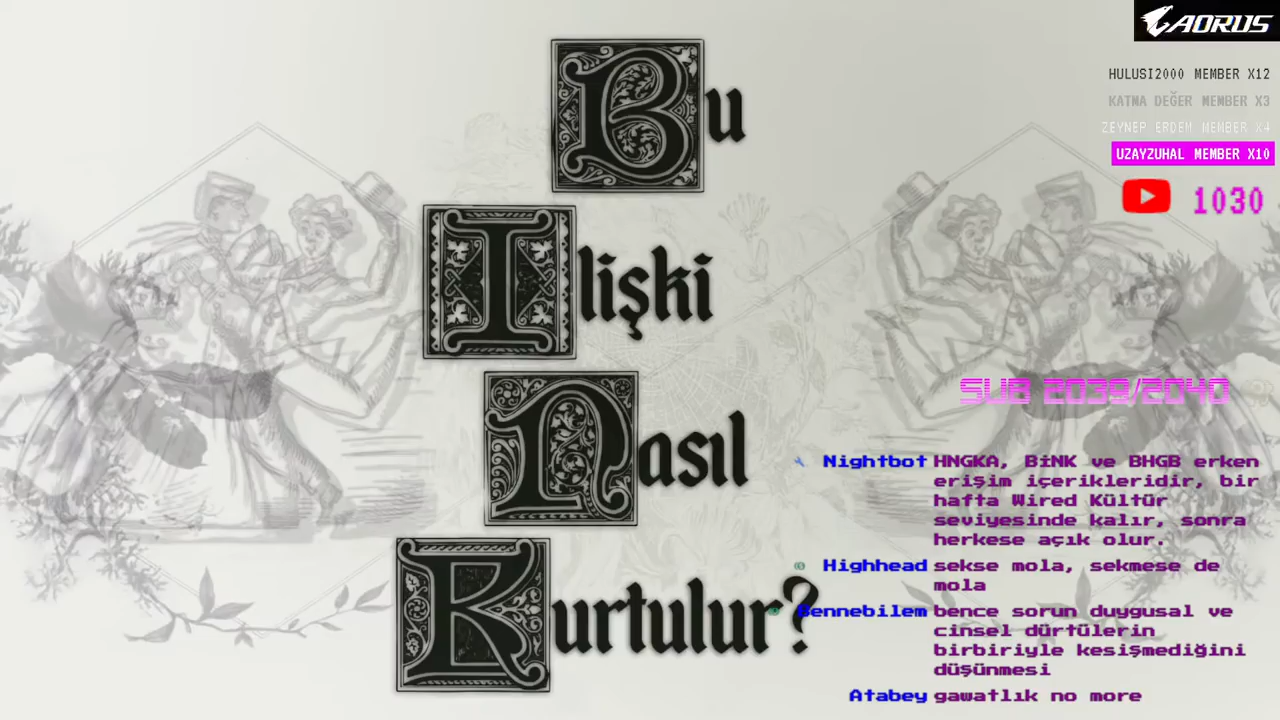 AORUS
HULUSI2000 MEMBER X12
KATMA DEĞER MEMBER X3
ZEYNEP ERDEM MEMBER X4
UZAYZUHAL MEMBER X10
1030
Bu
İlişki
Nasıl
Kurtulur?
SUB 2039/2040
Nightbot HNGKA, BiNK ve BHGB erken
erişim içerikleridir, bir
hafta Wired Kültür
seviyesinde kalır, sonra
herkese açık olur.
Highhead sekse mola, sekmese de
mola
Bennebilem bence sorun duygusal ve
cinsel dürtülerin
birbiriyle kesişmediğini
düşünmesi
Atabey gawatlık no more